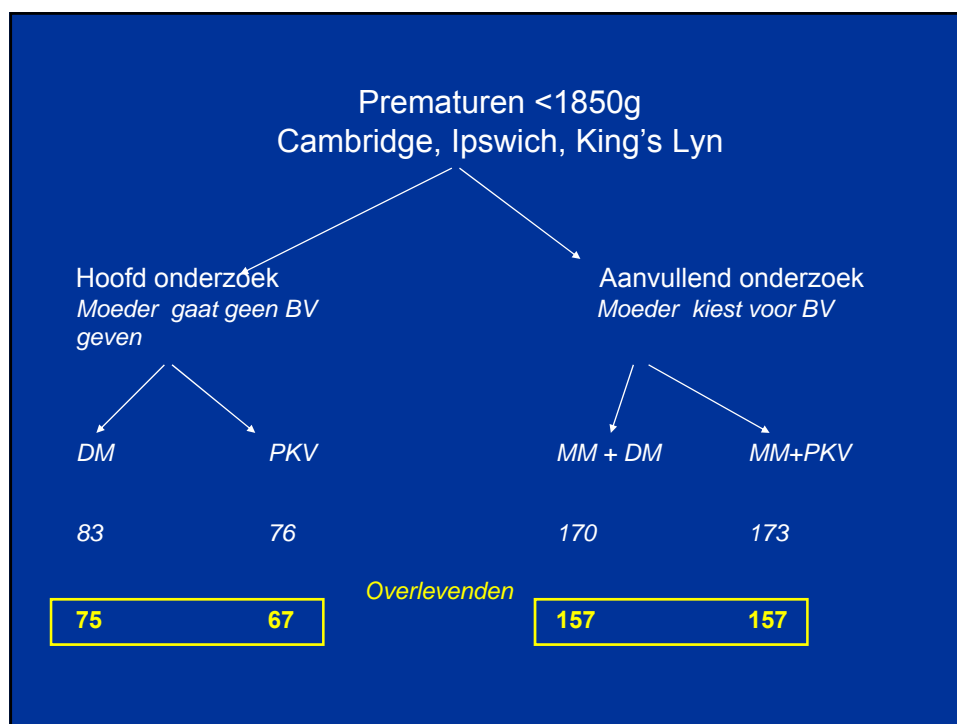 Prematuren <1850g
Cambridge, Ipswich, King's Lyn
Hoofd onderzoek
Moeder gaat geen BV
geven
Aanvullend onderzoek
Moeder kiest voor BV
DM PKV MM + DM MM+PKV
83 76 170 173
Overlevenden
75 67 157 157